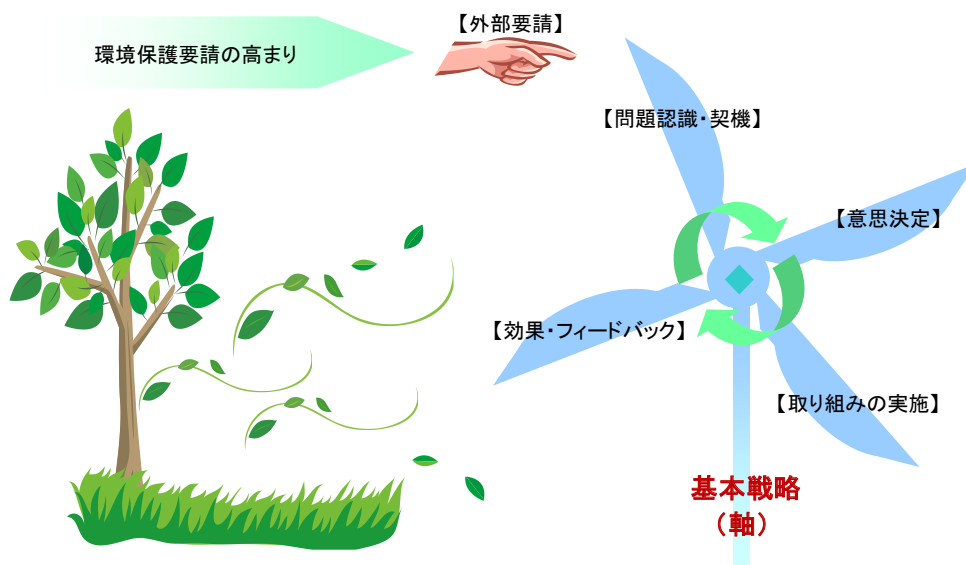 【外部要請】
環境保護要請の高まり
【問題認識・契機】
【意思決定】
【効果・フィードバック】
【取り組みの実施】
基本戦略
（軸）